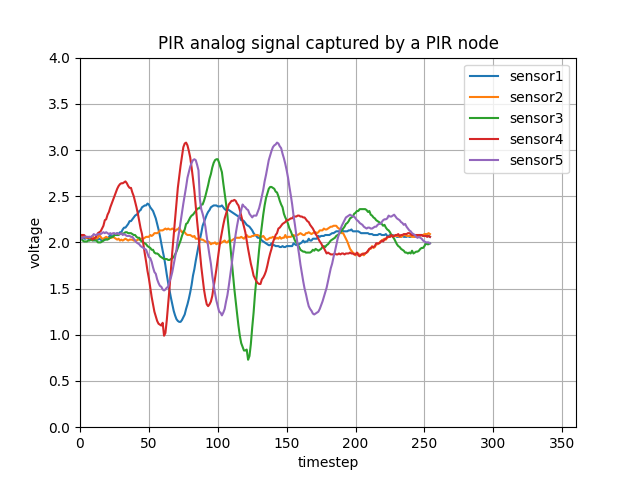 PIR analog signal captured by a PIR node
sensor1
sensor2
sensor3
sensor4
sensor5
voltage
4.0
3.5
3.0
2.5
2.0
1.5
1.0
0.5
0.0
0 50 100 150 200 250 300 350
timestep